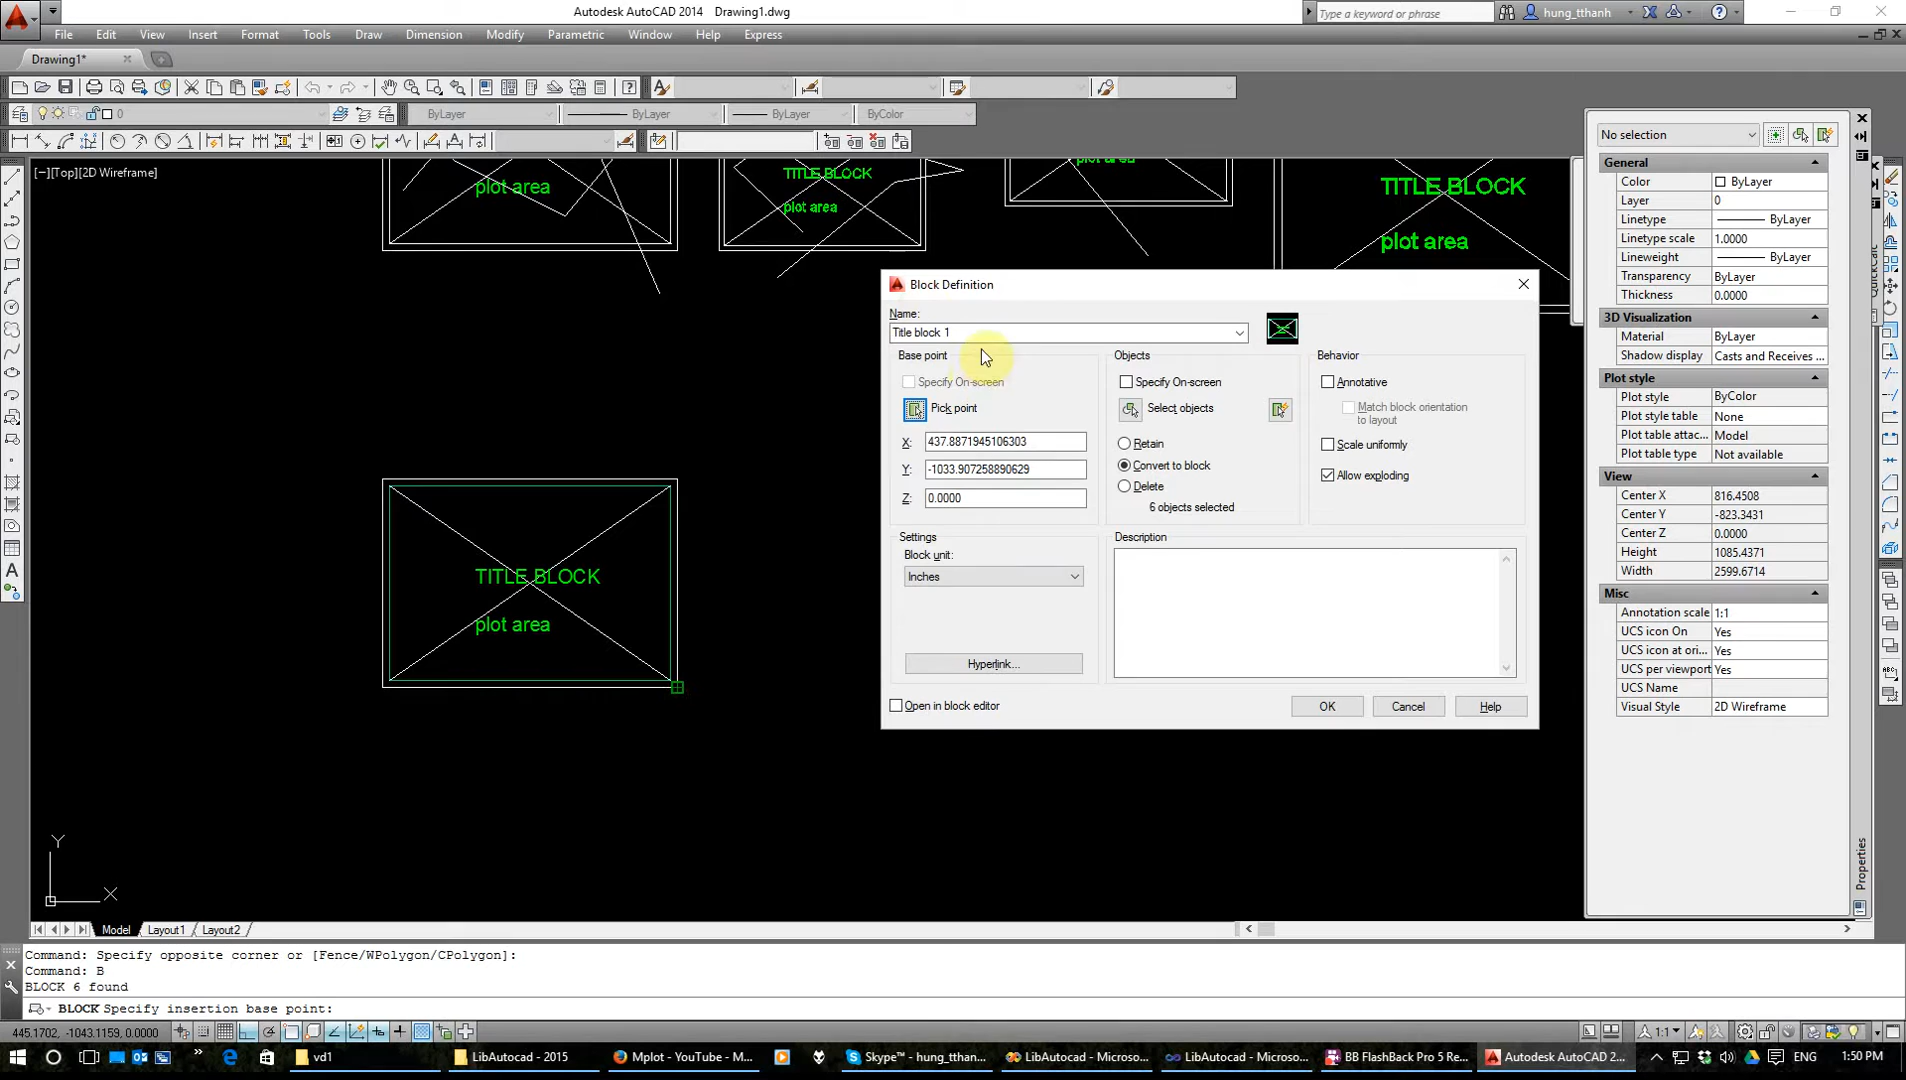 Autodesk AutoCAD 2014 Drawing1.dwg
Type a keyword or phrase
hung_tthanh
File Edit View Insert Format Tools Draw Dimension Modify Parametric Window Help Express
Drawing1*
0
ByLayer
ByLayer
ByLayer
ByColor
[−][Top][2D Wireframe]
plot area
TITLE BLOCK
plot area
plot area
TITLE BLOCK
plot area
TITLE BLOCK
plot area
Y
X
Block Definition
Name:
Title block 1
Base point
Specify On-screen
Pick point
X: 437.8871945106303
Y: -1033.907258890629
Z: 0.0000
Objects
Specify On-screen
Select objects
Retain
Convert to block
Delete
6 objects selected
Behavior
Annotative
Match block orientation
to layout
Scale uniformly
Allow exploding
Settings
Block unit:
Inches
Hyperlink...
Description
Open in block editor
OK Cancel Help
No selection
General
Color ByLayer
Layer 0
Linetype ByLayer
Linetype scale 1.0000
Lineweight ByLayer
Transparency ByLayer
Thickness 0.0000
3D Visualization
Material ByLayer
Shadow display Casts and Receives ...
Plot style
Plot style ByColor
Plot style table None
Plot table attac... Model
Plot table type Not available
View
Center X 816.4508
Center Y -823.3431
Center Z 0.0000
Height 1085.4371
Width 2599.6714
Misc
Annotation scale 1:1
UCS icon On Yes
UCS icon at ori... Yes
UCS per viewport Yes
UCS Name
Visual Style 2D Wireframe
Properties
Model Layout1 Layout2
Command: Specify opposite corner or [Fence/WPolygon/CPolygon]:
Command: B
BLOCK 6 found
BLOCK Specify insertion base point:
445.1702, -1043.1159, 0.0000
1:1
vd1
LibAutocad - 2015
Mplot - YouTube - M...
Skype™ - hung_tthan...
LibAutocad - Microso...
LibAutocad - Microso...
BB FlashBack Pro 5 Re...
Autodesk AutoCAD 2...
ENG
1:50 PM